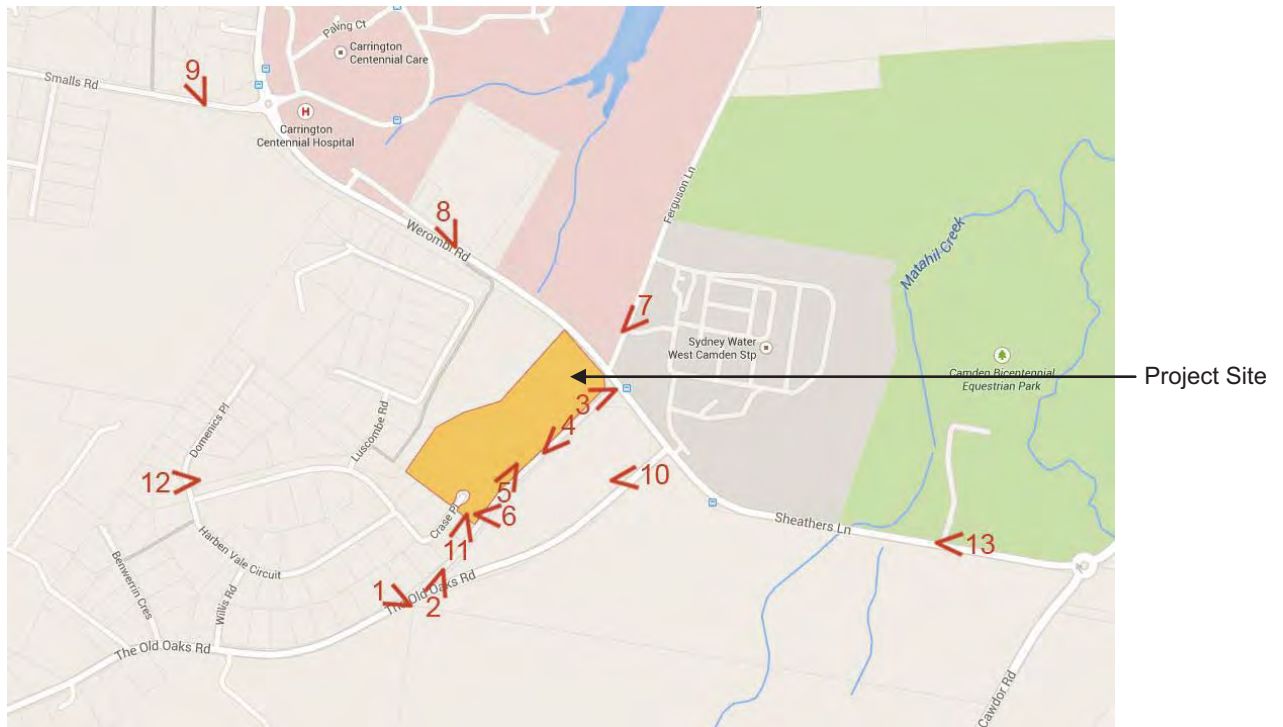 Paling Ct
Carrington
Centennial Care
9
Smalls Rd
H
Carrington
Centennial Hospital
Ferguson Ln
8
Werombi Rd
Matahil Creek
7
Sydney Water
West Camden Stp
Camden Bicentennial
Equestrian Park
Project Site
3
Domenics Pl
Luscombe Rd
4
12
10
5
Crase Pl
6
Sheathers Ln
Harben Vale Circuit
11
13
Benwerrin Cres
1
The Old Oaks Rd
2
Willis Rd
The Old Oaks Rd
Cawdor Rd